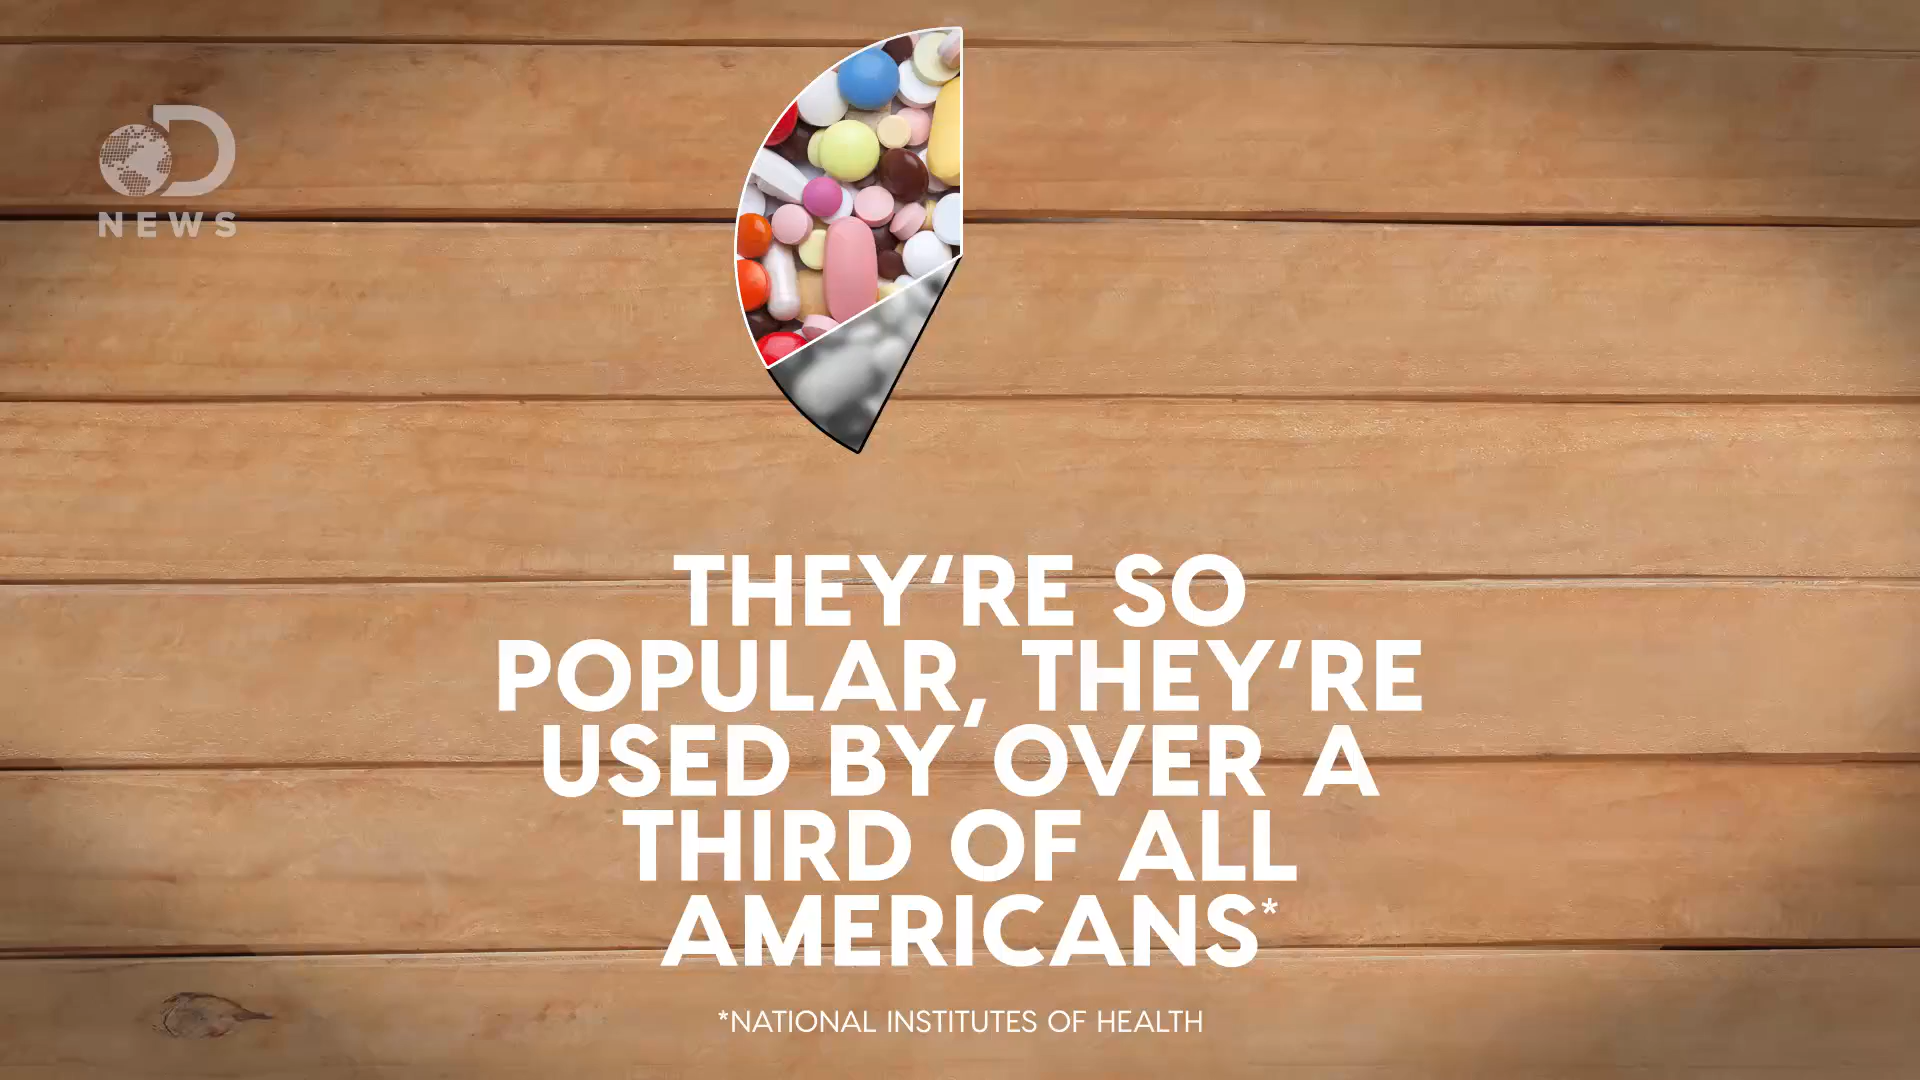 NEWS
THEY'RE SO
POPULAR, THEY'RE
USED BY OVER A
THIRD OF ALL
AMERICANS*
*NATIONAL INSTITUTES OF HEALTH